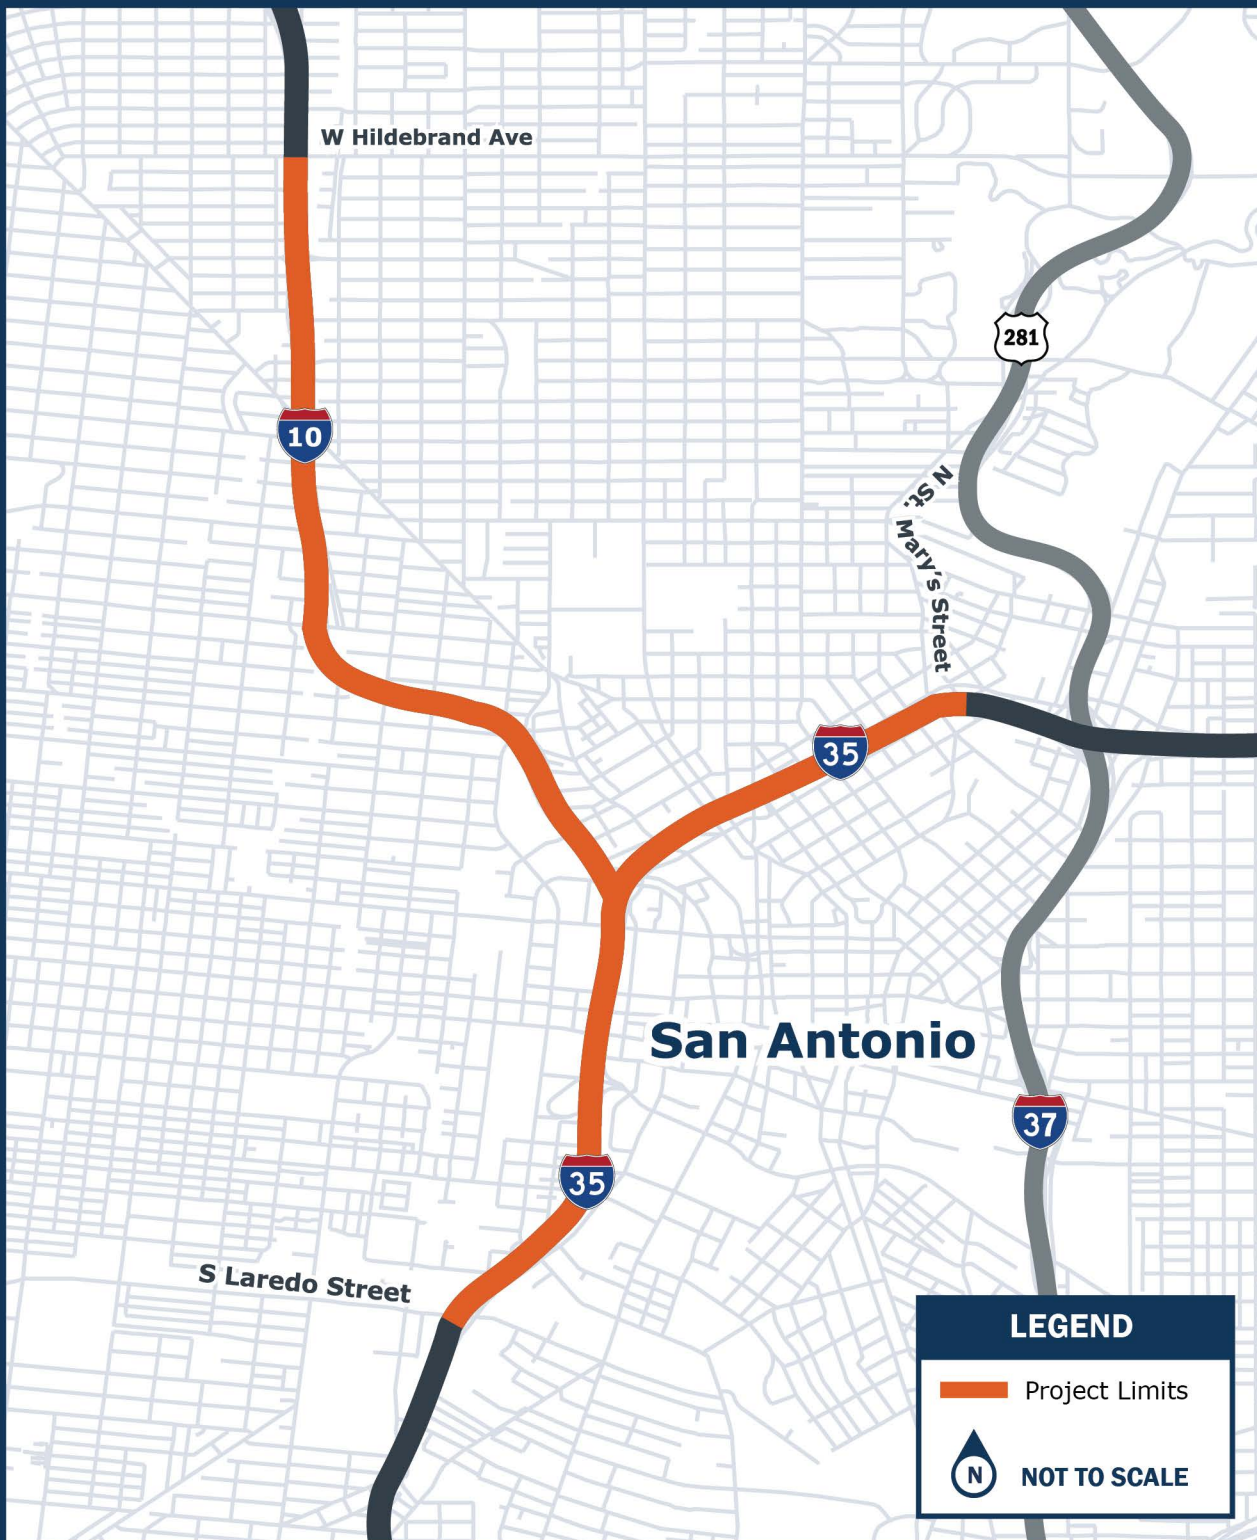 W Hildebrand Ave
281
10
N St.
Mary's Street
35
San Antonio
37
35
S Laredo Street
LEGEND
Project Limits
N
NOT TO SCALE